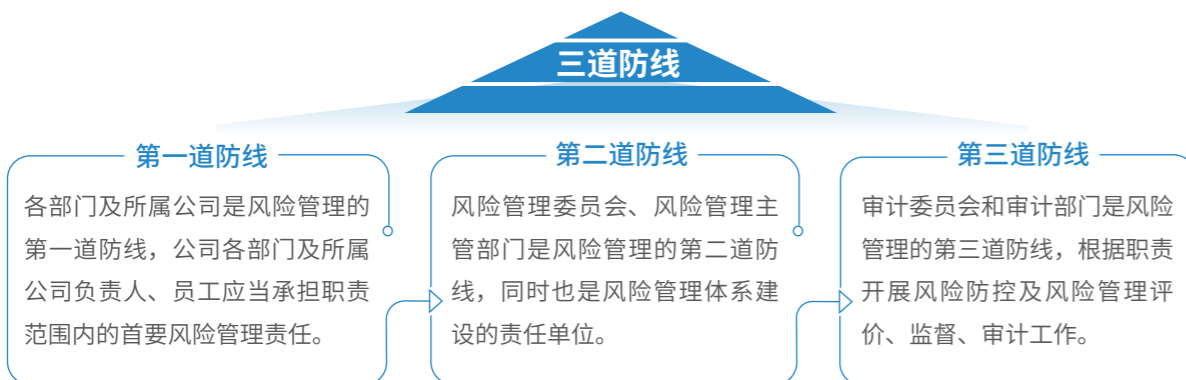 三道防线
第一道防线
各部门及所属公司是风险管理的
第一道防线，公司各部门及所属
公司负责人、员工应当承担职责
范围内的首要风险管理责任。
第二道防线
风险管理委员会、风险管理主
管部门是风险管理的第二道防
线，同时也是风险管理体系建
设的责任单位。
第三道防线
审计委员会和审计部门是风险
管理的第三道防线，根据职责
开展风险防控及风险管理评
价、监督、审计工作。